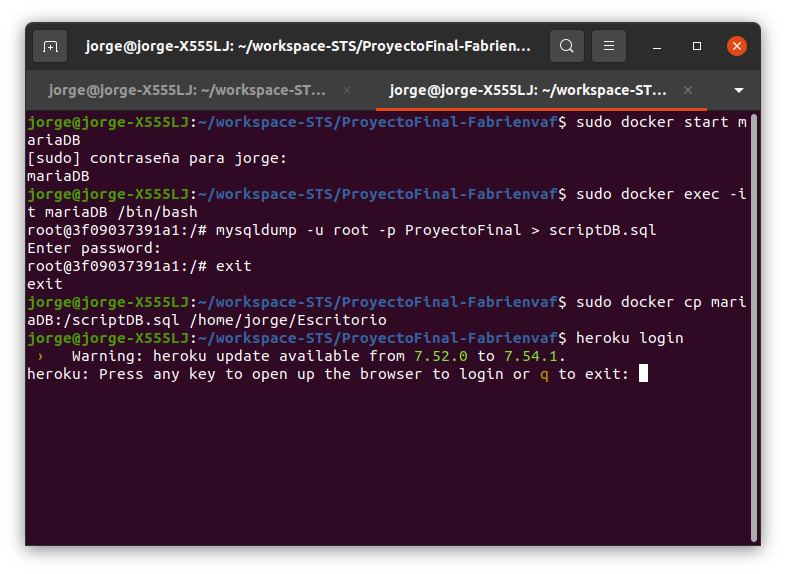 jorge@jorge-X555LJ: ~/workspace-STS/ProyectoFinal-Fabrien...
jorge@jorge-X555LJ: ~/workspace-ST...
jorge@jorge-X555LJ: ~/workspace-ST...
jorge@jorge-X555LJ:~/workspace-STS/ProyectoFinal-Fabrienvaf$ sudo docker start m
ariaDB
[sudo] contraseña para jorge:
mariaDB
jorge@jorge-X555LJ:~/workspace-STS/ProyectoFinal-Fabrienvaf$ sudo docker exec -i
t mariaDB /bin/bash
root@3f09037391a1:/# mysqldump -u root -p ProyectoFinal > scriptDB.sql
Enter password:
root@3f09037391a1:/# exit
exit
jorge@jorge-X555LJ:~/workspace-STS/ProyectoFinal-Fabrienvaf$ sudo docker cp mari
aDB:/scriptDB.sql /home/jorge/Escritorio
jorge@jorge-X555LJ:~/workspace-STS/ProyectoFinal-Fabrienvaf$ heroku login
 ›   Warning: heroku update available from 7.52.0 to 7.54.1.
heroku: Press any key to open up the browser to login or q to exit: